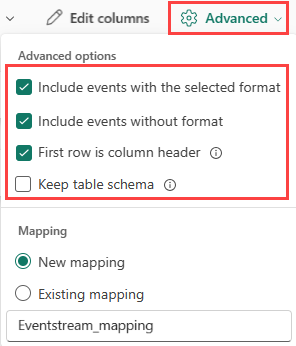 Edit columns Advanced
Advanced options
Include events with the selected format
Include events without format
First row is column header
Keep table schema
Mapping
New mapping
Existing mapping
Eventstream_mapping